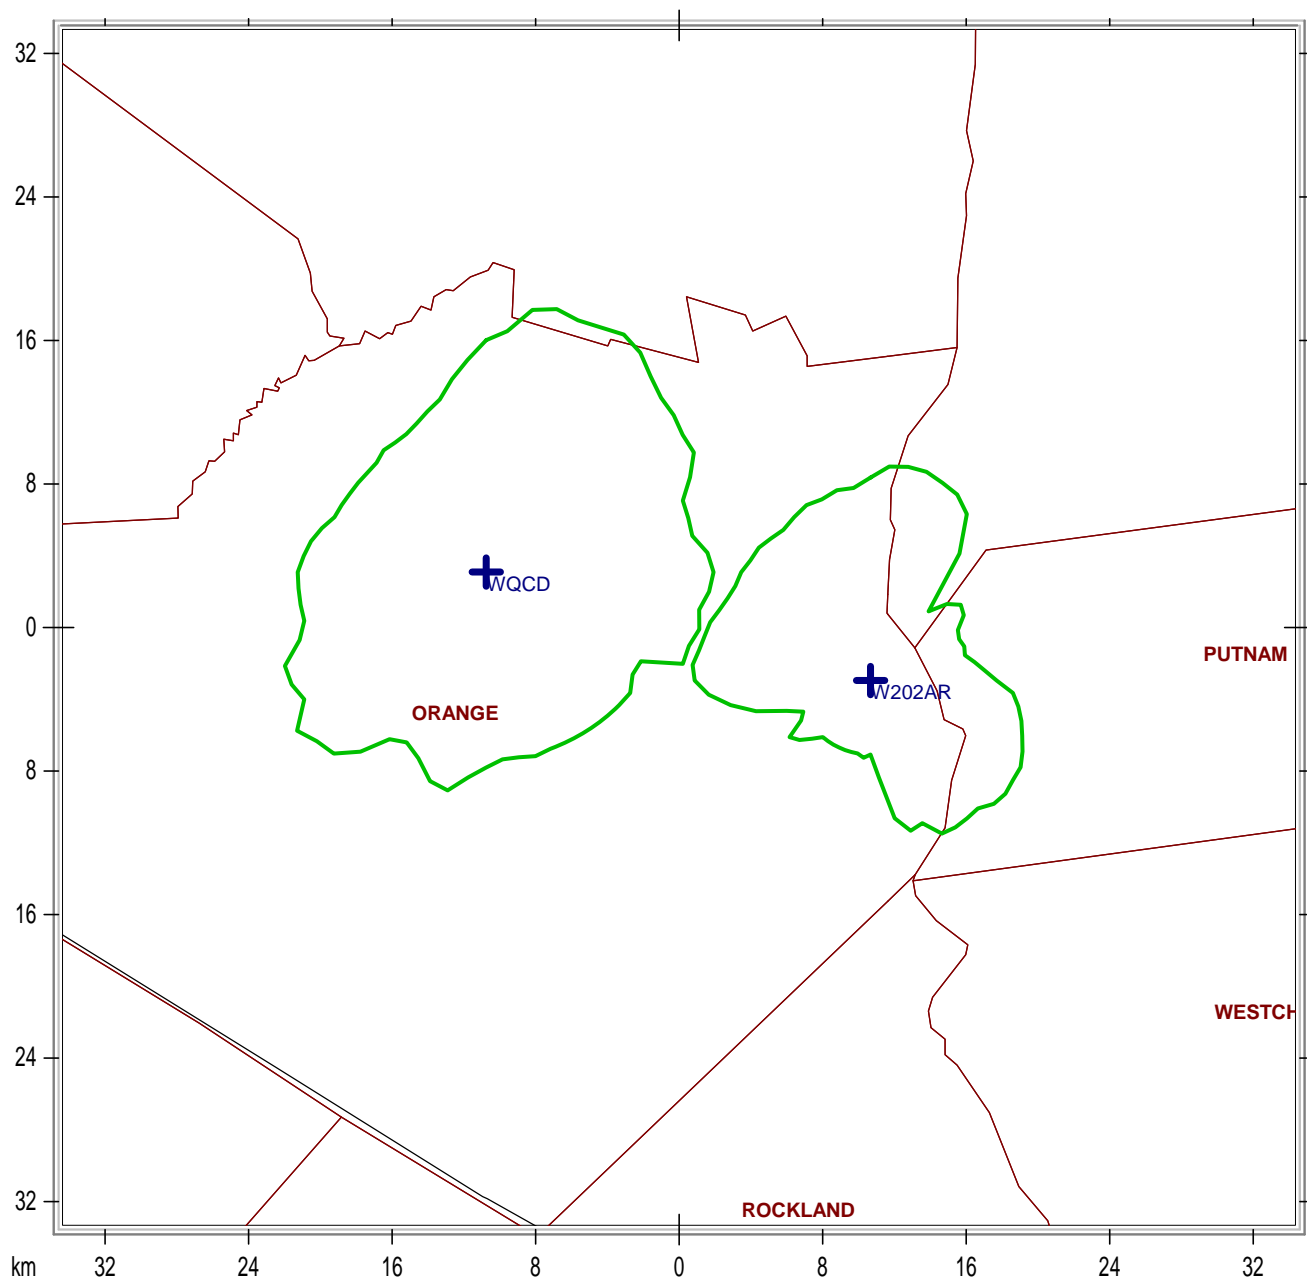 32
24
16
8
0
8
16
24
32
WQCD
W202AR
ORANGE
PUTNAM
WESTCH
ROCKLAND
km 32 24 16 8 0 8 16 24 32